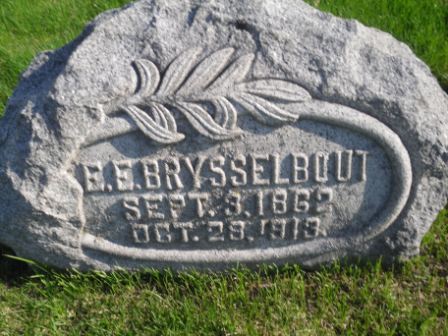 E.E.BRYSSELBOUT
SEPT. 3, 1862
OCT. 28, 1913.